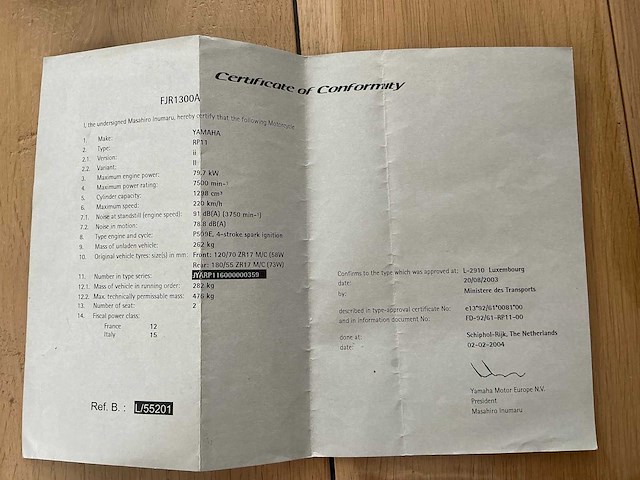 Certificate of Conformity
FJR1300A
I, the undersigned Masahiro Inumaru, hereby certify that the following Motorcycle
1. Make: YAMAHA
2. Type: RP11
2.1. Version: ii
2.2. Variant: II
3. Maximum engine power: 79.7 kW
4. Maximum power rating: 7500 min-¹
5. Cylinder capacity: 1298 cm³
6. Maximum speed: 220 km/h
7.1. Noise at standstill (engine speed): 91 dB(A) (3750 min-¹)
7.2. Noise in motion: 78.8 dB(A)
8. Type engine and cycle: P509E, 4-stroke spark ignition
9. Mass of unladen vehicle: 262 kg
10. Original vehicle tyres: size(s) in mm: Front: 120/70 ZR17 M/C (58W
Rear: 180/55 ZR17 M/C (73W)
11. Number in type series: JYARP116000000359
12.1. Mass of vehicle in running order: 282 kg
12.2. Max. technically permissable mass: 476 kg
13. Number of seat: 2
14. Fiscal power class:
France 12
Italy 15
Ref. B. : L/55201
Confirms to the type which was approved at: L-2910 Luxembourg
date: 20/08/2003
by: Ministere des Transports
described in type-approval certificate No: e13*92/61*0081*00
and in information document No: FD-92/61-RP11-00
done at: Schiphol-Rijk, The Netherlands
date: 02-02-2004
Yamaha Motor Europe N.V.
President
Masahiro Inumaru